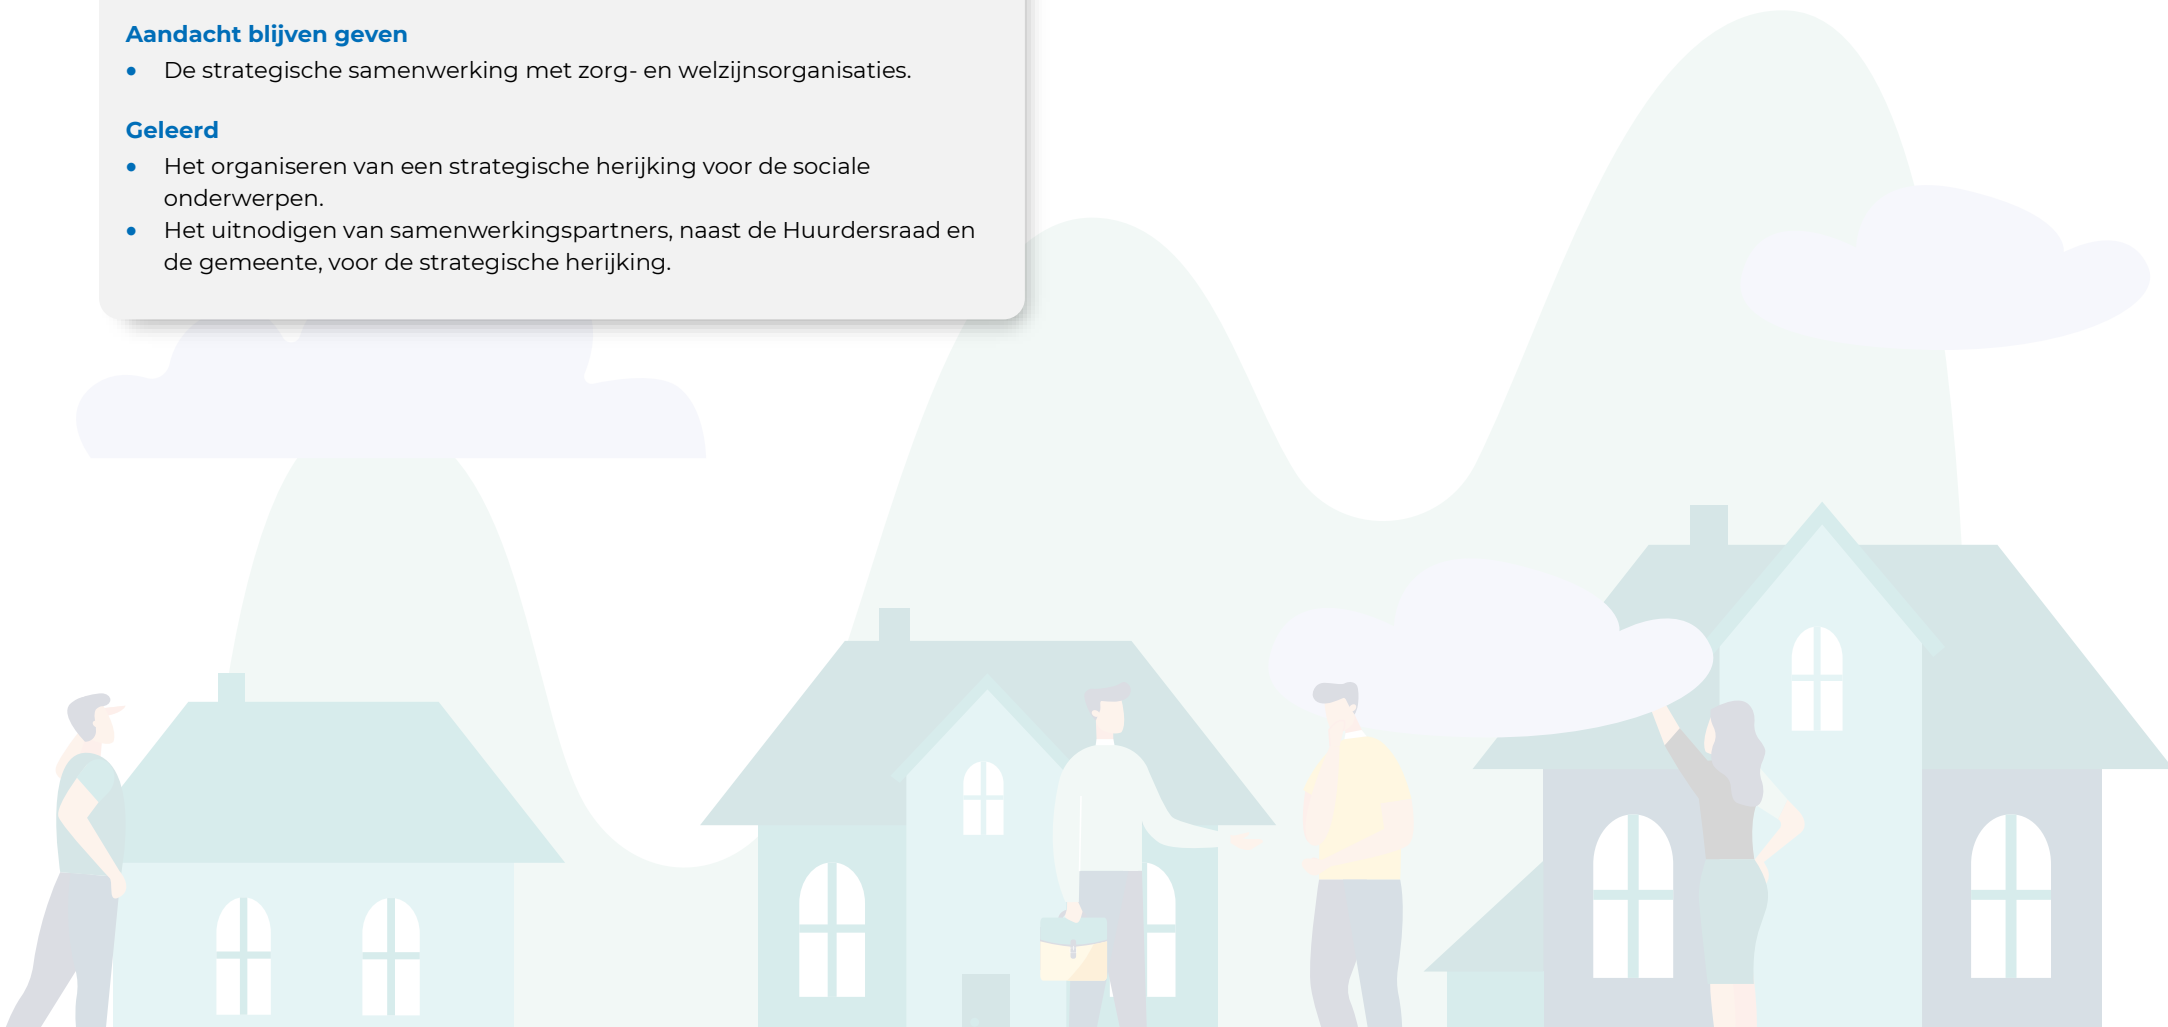 Aandacht blijven geven
• De strategische samenwerking met zorg- en welzijnsorganisaties.
Geleerd
• Het organiseren van een strategische herijking voor de sociale
onderwerpen.
• Het uitnodigen van samenwerkingspartners, naast de Huurdersraad en
de gemeente, voor de strategische herijking.